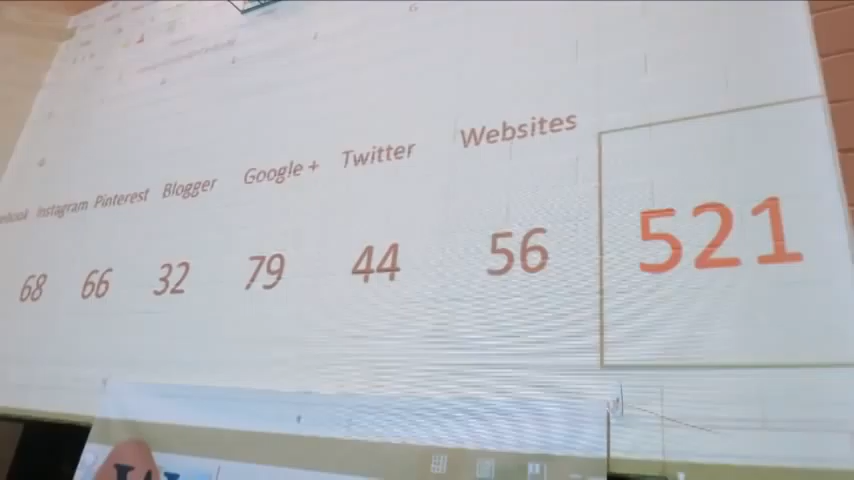 Instagram Pinterest Blogger Google + Twitter Websites
68 66 32 79 44 56 521
W